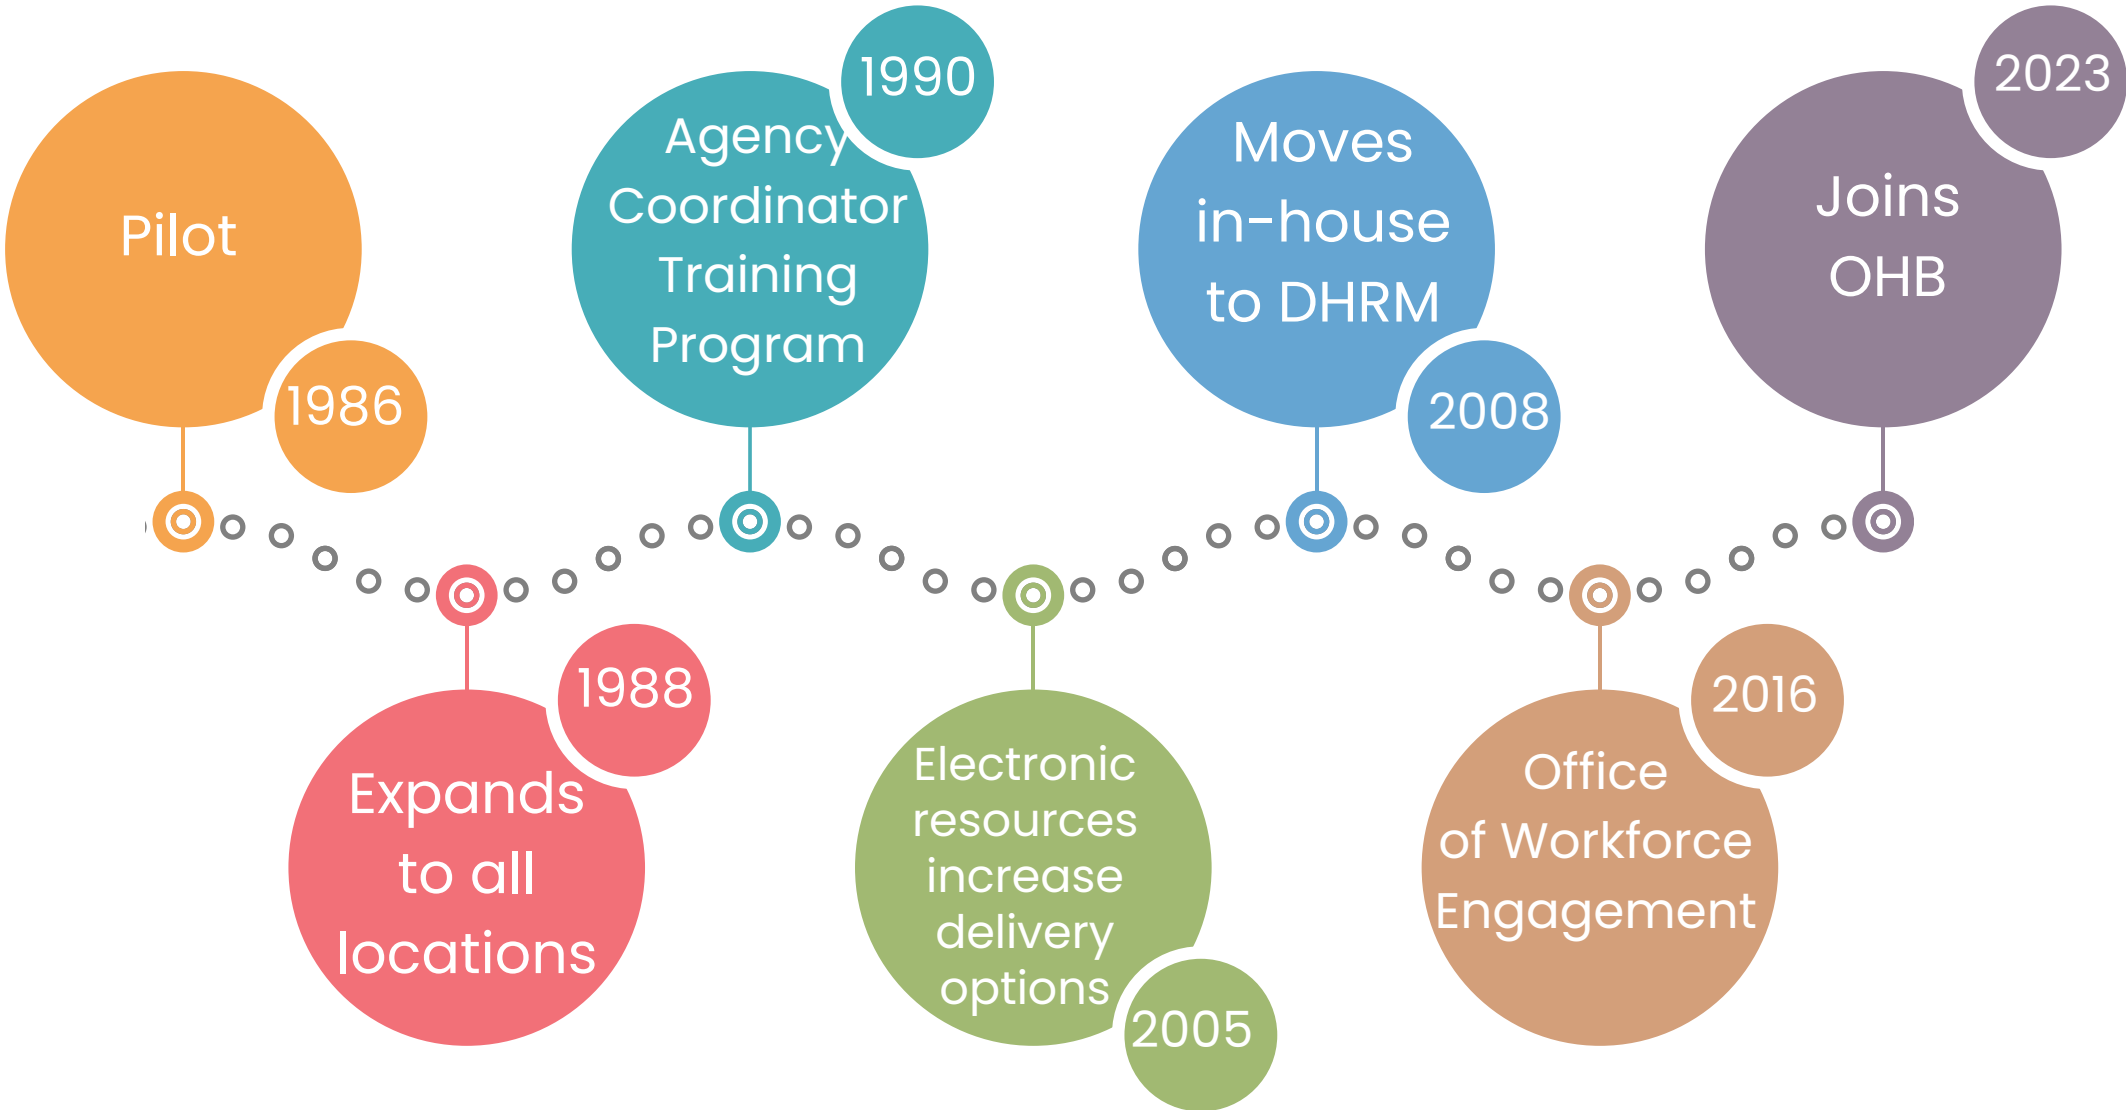 Pilot
1986
Expands
to all
locations
1988
Agency
Coordinator
Training
Program
1990
Electronic
resources
increase
delivery
options
2005
Moves
in-house
to DHRM
2008
Office
of Workforce
Engagement
2016
Joins
OHB
2023